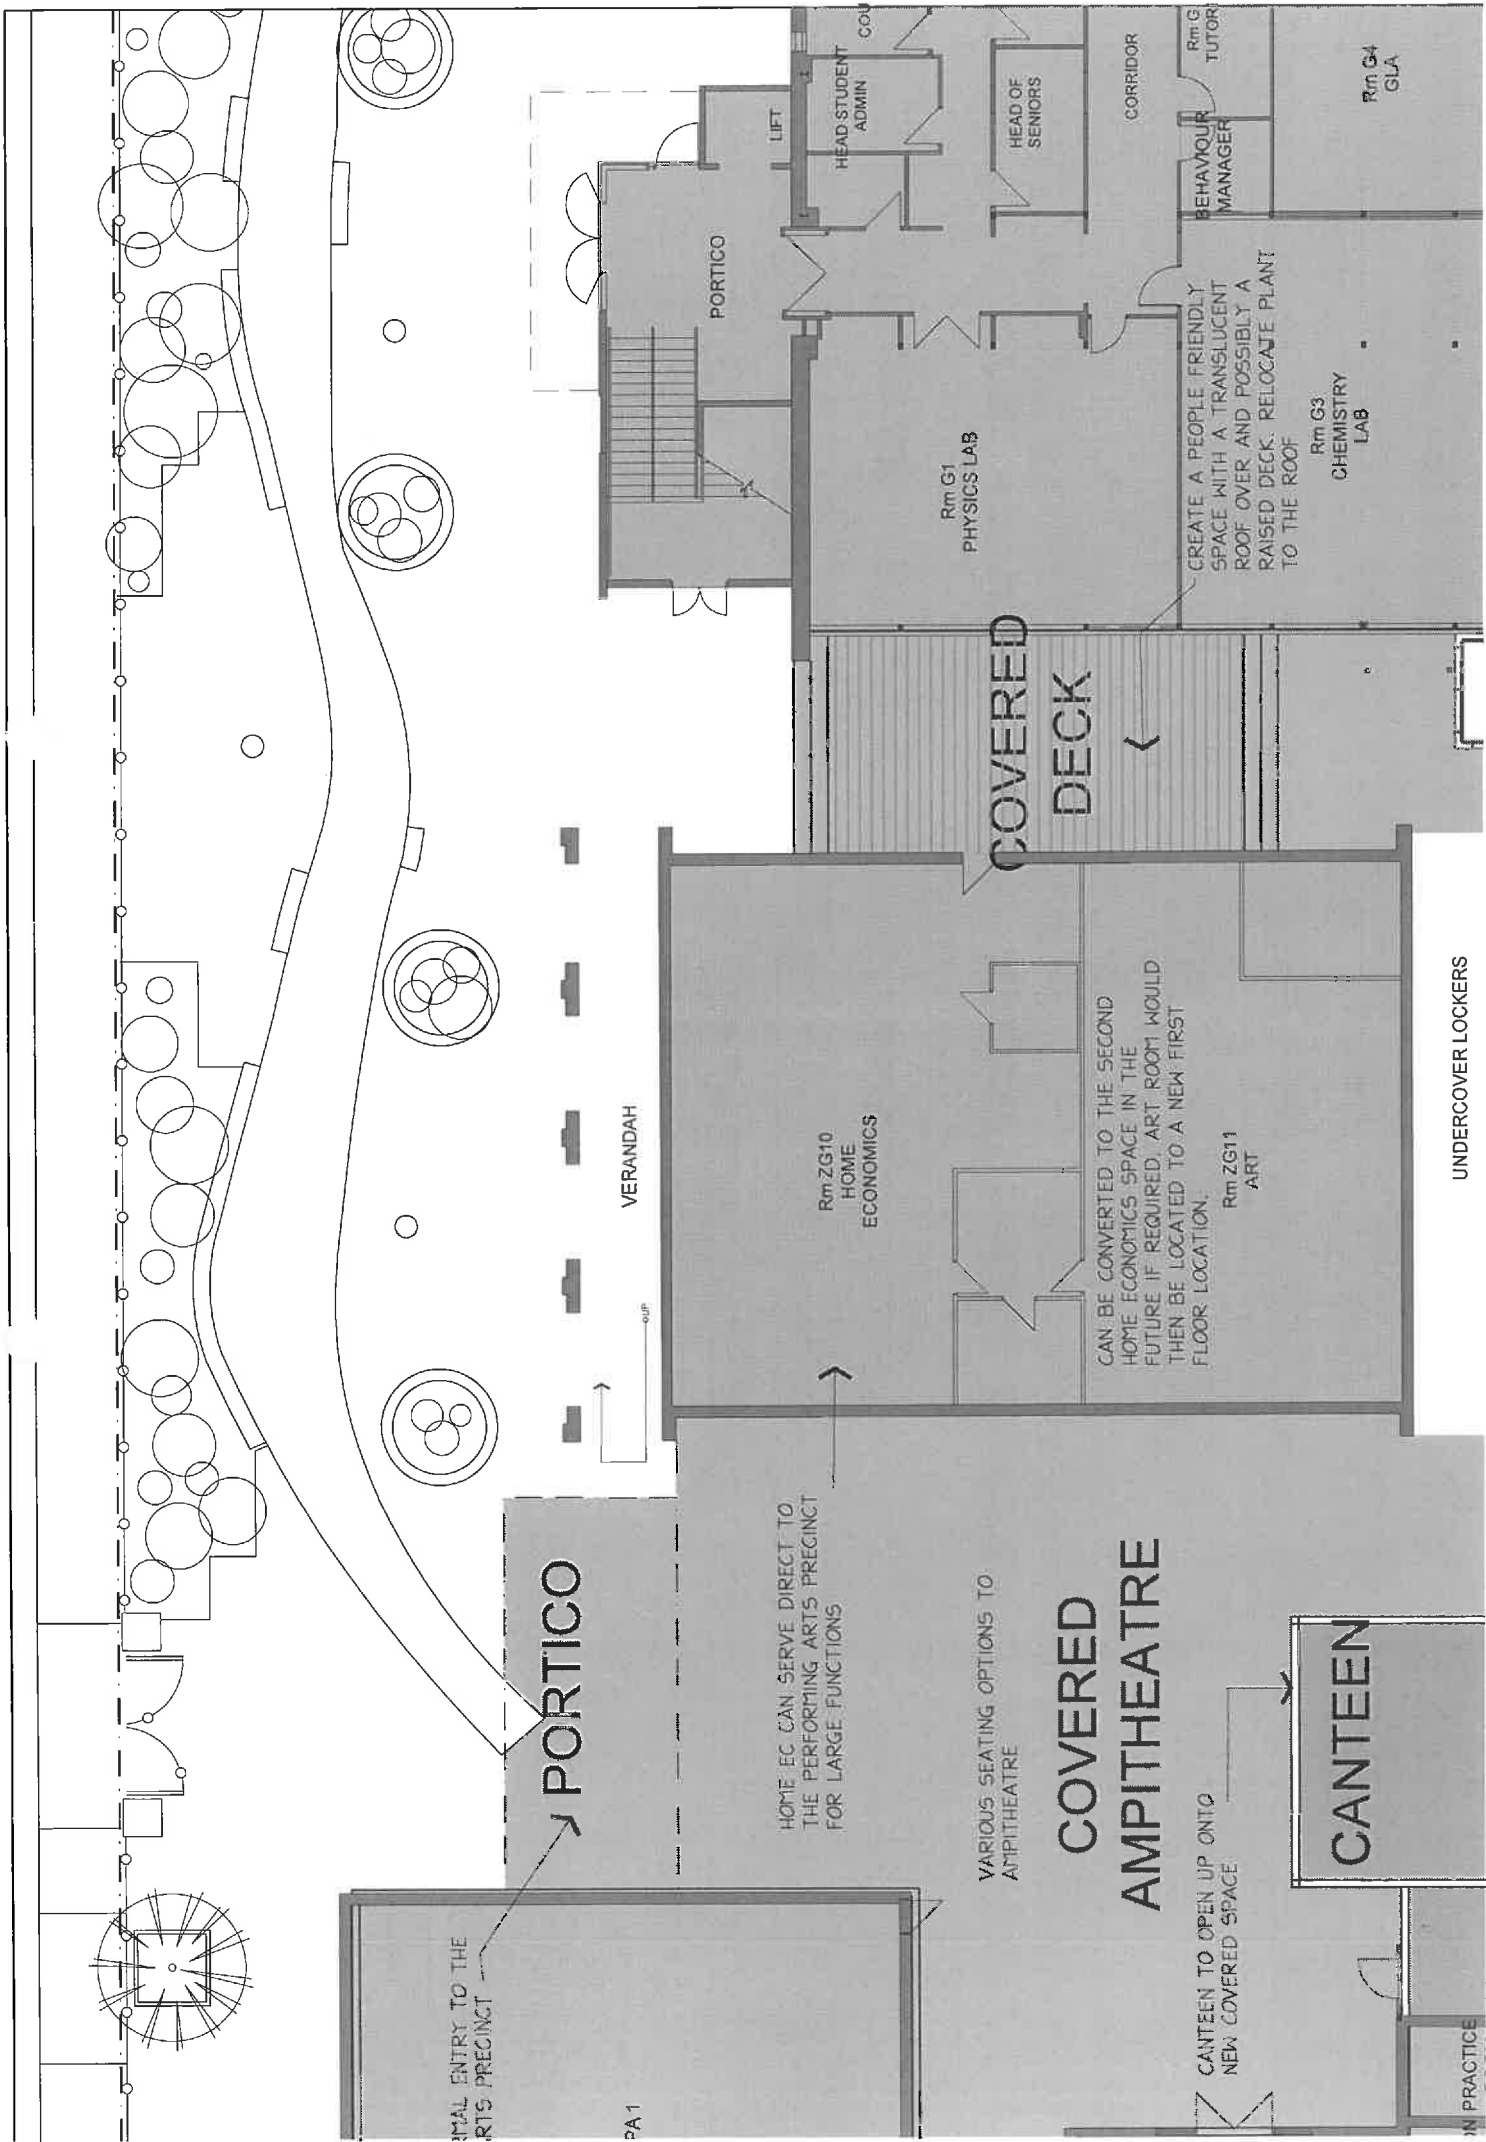 RMAL ENTRY TO THE
RTS PRECINCT
PA1
PORTICO
HOME EC CAN SERVE DIRECT TO
THE PERFORMING ARTS PRECINCT
FOR LARGE FUNCTIONS
VARIOUS SEATING OPTIONS TO
AMPITHEATRE
COVERED
AMPITHEATRE
CANTEEN TO OPEN UP ONTO
NEW COVERED SPACE
CANTEEN
N PRACTICE
VERANDAH
UP
Rm ZG10
HOME
ECONOMICS
CAN BE CONVERTED TO THE SECOND
HOME ECONOMICS SPACE IN THE
FUTURE IF REQUIRED. ART ROOM WOULD
THEN BE LOCATED TO A NEW FIRST
FLOOR LOCATION.
Rm ZG11
ART
UNDERCOVER LOCKERS
COVERED
DECK
CREATE A PEOPLE FRIENDLY
SPACE WITH A TRANSLUCENT
ROOF OVER AND POSSIBLY A
RAISED DECK. RELOCATE PLANT
TO THE ROOF
PORTICO
LIFT
Rm G1
PHYSICS LAB
Rm G3
CHEMISTRY
LAB
COU
HEAD STUDENT
ADMIN
HEAD OF
SENIORS
CORRIDOR
BEHAVIOUR
MANAGER
Rm G
TUTOR
Rm G4
GLA